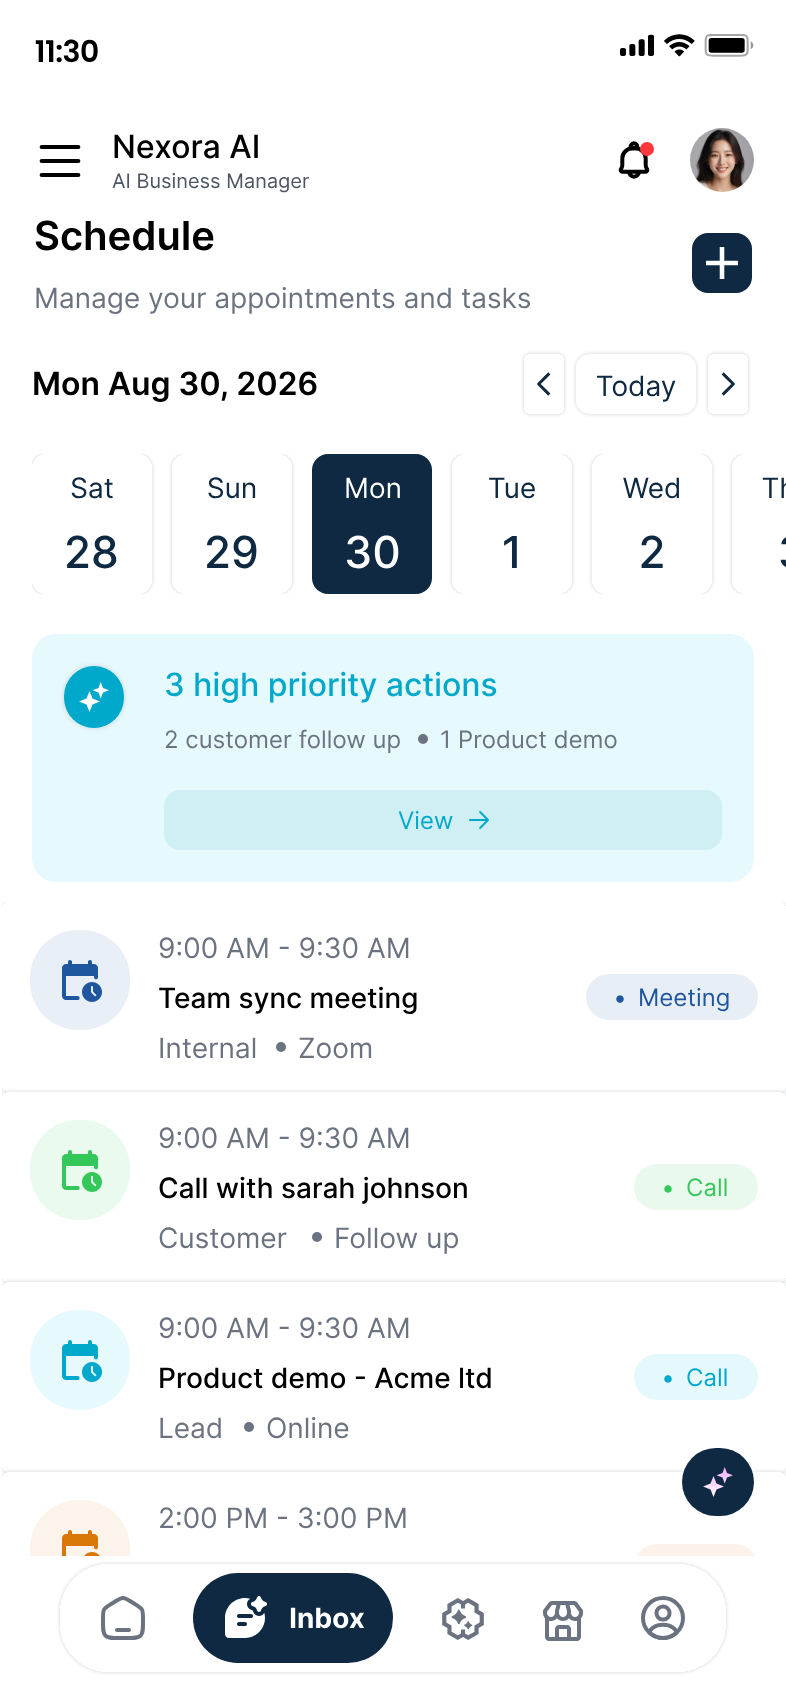 11:30
Nexora AI
AI Business Manager
Schedule
Manage your appointments and tasks
Mon Aug 30, 2026
Today
Sat Sun Mon Tue Wed
28 29 30 1 2
3 high priority actions
2 customer follow up • 1 Product demo
View →
9:00 AM - 9:30 AM
Team sync meeting
• Meeting
Internal • Zoom
9:00 AM - 9:30 AM
Call with sarah johnson
• Call
Customer • Follow up
9:00 AM - 9:30 AM
Product demo - Acme ltd
• Call
Lead • Online
2:00 PM - 3:00 PM
Inbox